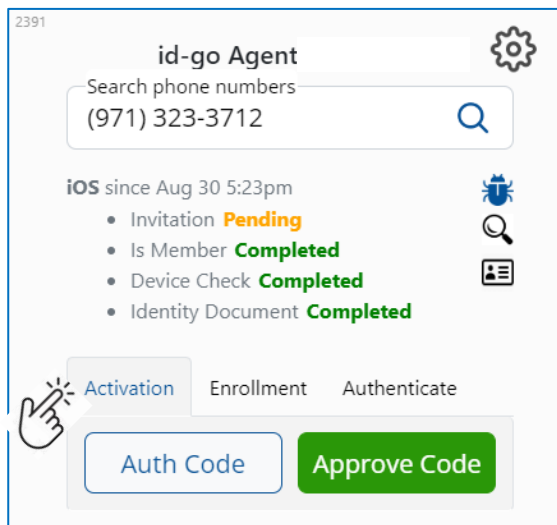 2391
id-go Agent
Search phone numbers
(971) 323-3712
iOS since Aug 30 5:23pm
• Invitation Pending
• Is Member Completed
• Device Check Completed
• Identity Document Completed
Activation Enrollment Authenticate
Auth Code Approve Code